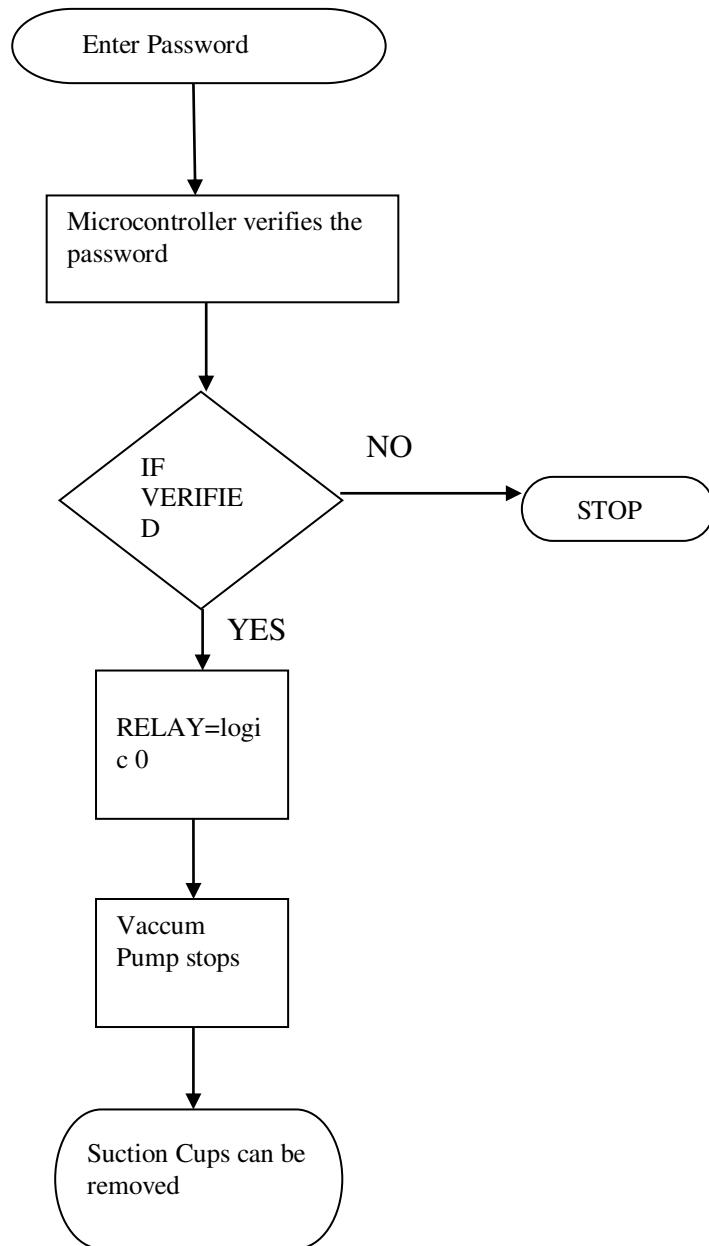 Enter Password
Microcontroller verifies the
password
IF
VERIFIE
D
NO
STOP
YES
RELAY=logi
c 0
Vaccum
Pump stops
Suction Cups can be
removed